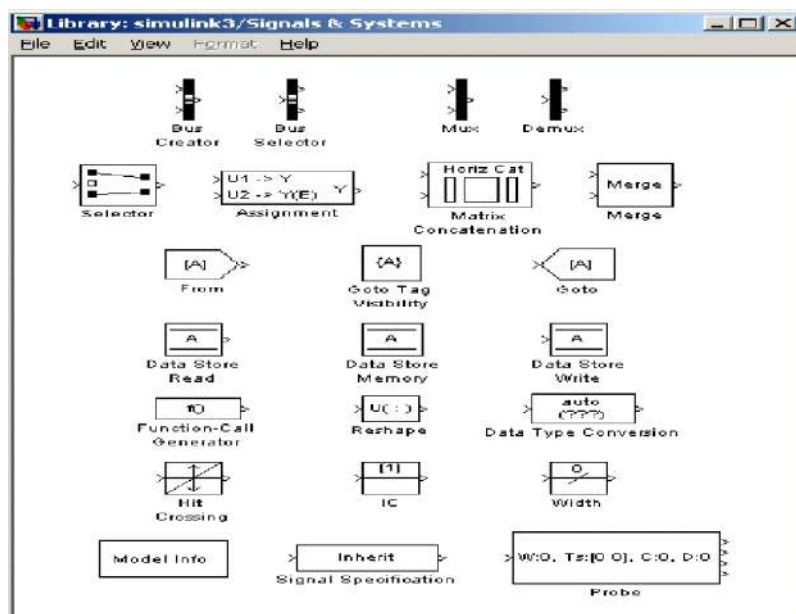 Library: simulink3/Signals & Systems
File Edit View Format Help
Bus Creator
Bus Selector
Mux
Demux
Selector
U1 -> Y
U2 -> Y(E)
Y
Assignment
Horiz Cat
Matrix Concatenation
Merge
Merge
[A]
From
{A}
Goto Tag Visibility
[A]
Goto
A
Data Store Read
A
Data Store Memory
A
Data Store Write
f()
Function-Call Generator
U( : )
Reshape
auto
(???)
Data Type Conversion
Hit Crossing
[1]
IC
0
Width
Model Info
Inherit
Signal Specification
W:0, Ts:[0 0], C:0, D:0
Probe